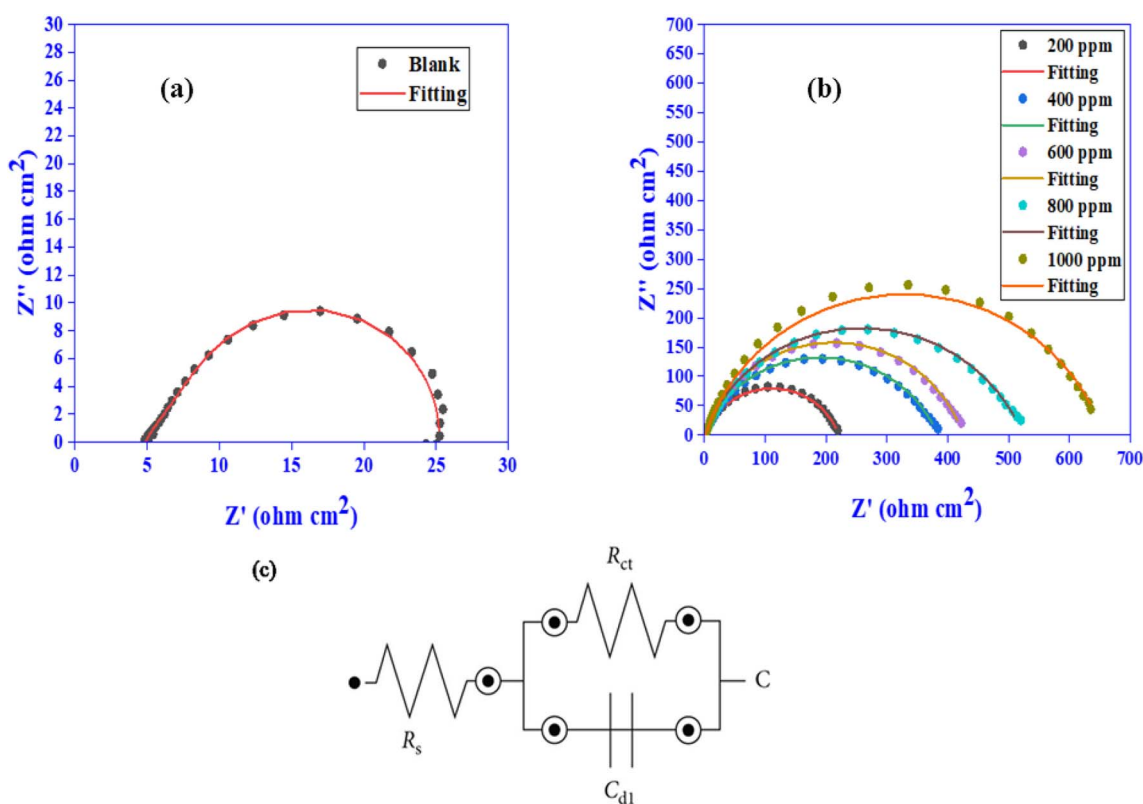 (a)
Blank
Fitting
Z'' (ohm cm²)
30
28
26
24
22
20
18
16
14
12
10
8
6
4
2
0
0 5 10 15 20 25 30
Z' (ohm cm²)
(b)
200 ppm
Fitting
400 ppm
Fitting
600 ppm
Fitting
800 ppm
Fitting
1000 ppm
Fitting
Z'' (ohm cm²)
700
650
600
550
500
450
400
350
300
250
200
150
100
50
0
0 100 200 300 400 500 600 700
Z' (ohm cm²)
(c)
R_ct
R_s
C
C_d1